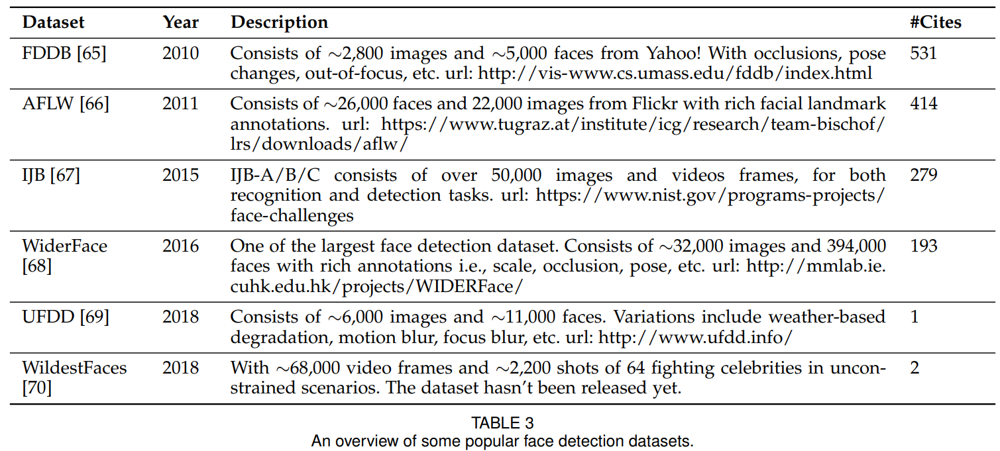 Dataset Year Description #Cites
FDDB [65] 2010 Consists of ∼2,800 images and ∼5,000 faces from Yahoo! With occlusions, pose 531
changes, out-of-focus, etc. url: http://vis-www.cs.umass.edu/fddb/index.html
AFLW [66] 2011 Consists of ∼26,000 faces and 22,000 images from Flickr with rich facial landmark 414
annotations. url: https://www.tugraz.at/institute/icg/research/team-bischof/
lrs/downloads/aflw/
IJB [67] 2015 IJB-A/B/C consists of over 50,000 images and videos frames, for both 279
recognition and detection tasks. url: https://www.nist.gov/programs-projects/
face-challenges
WiderFace 2016 One of the largest face detection dataset. Consists of ∼32,000 images and 394,000 193
[68] faces with rich annotations i.e., scale, occlusion, pose, etc. url: http://mmlab.ie.
cuhk.edu.hk/projects/WIDERFace/
UFDD [69] 2018 Consists of ∼6,000 images and ∼11,000 faces. Variations include weather-based 1
degradation, motion blur, focus blur, etc. url: http://www.ufdd.info/
WildestFaces 2018 With ∼68,000 video frames and ∼2,200 shots of 64 fighting celebrities in uncon- 2
[70] strained scenarios. The dataset hasn't been released yet.
TABLE 3
An overview of some popular face detection datasets.